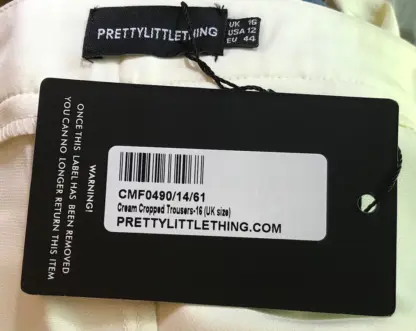 PRETTYLITTLETHING
UK 16
USA 12
EU 44
WARNING!
ONCE THIS LABEL HAS BEEN REMOVED
YOU CAN NO LONGER RETURN THIS ITEM
CMF0490/14/61
Cream Cropped Trousers-16 (UK size)
PRETTYLITTLETHING.COM